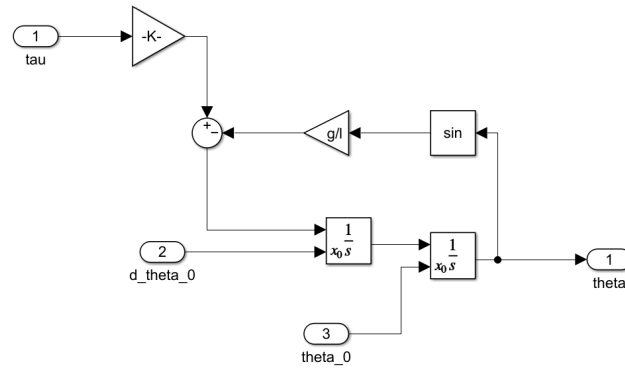 1
tau
-K-
+
-
g/l
sin
2
d_theta_0
1
x₀ s
1
x₀ s
1
theta
3
theta_0